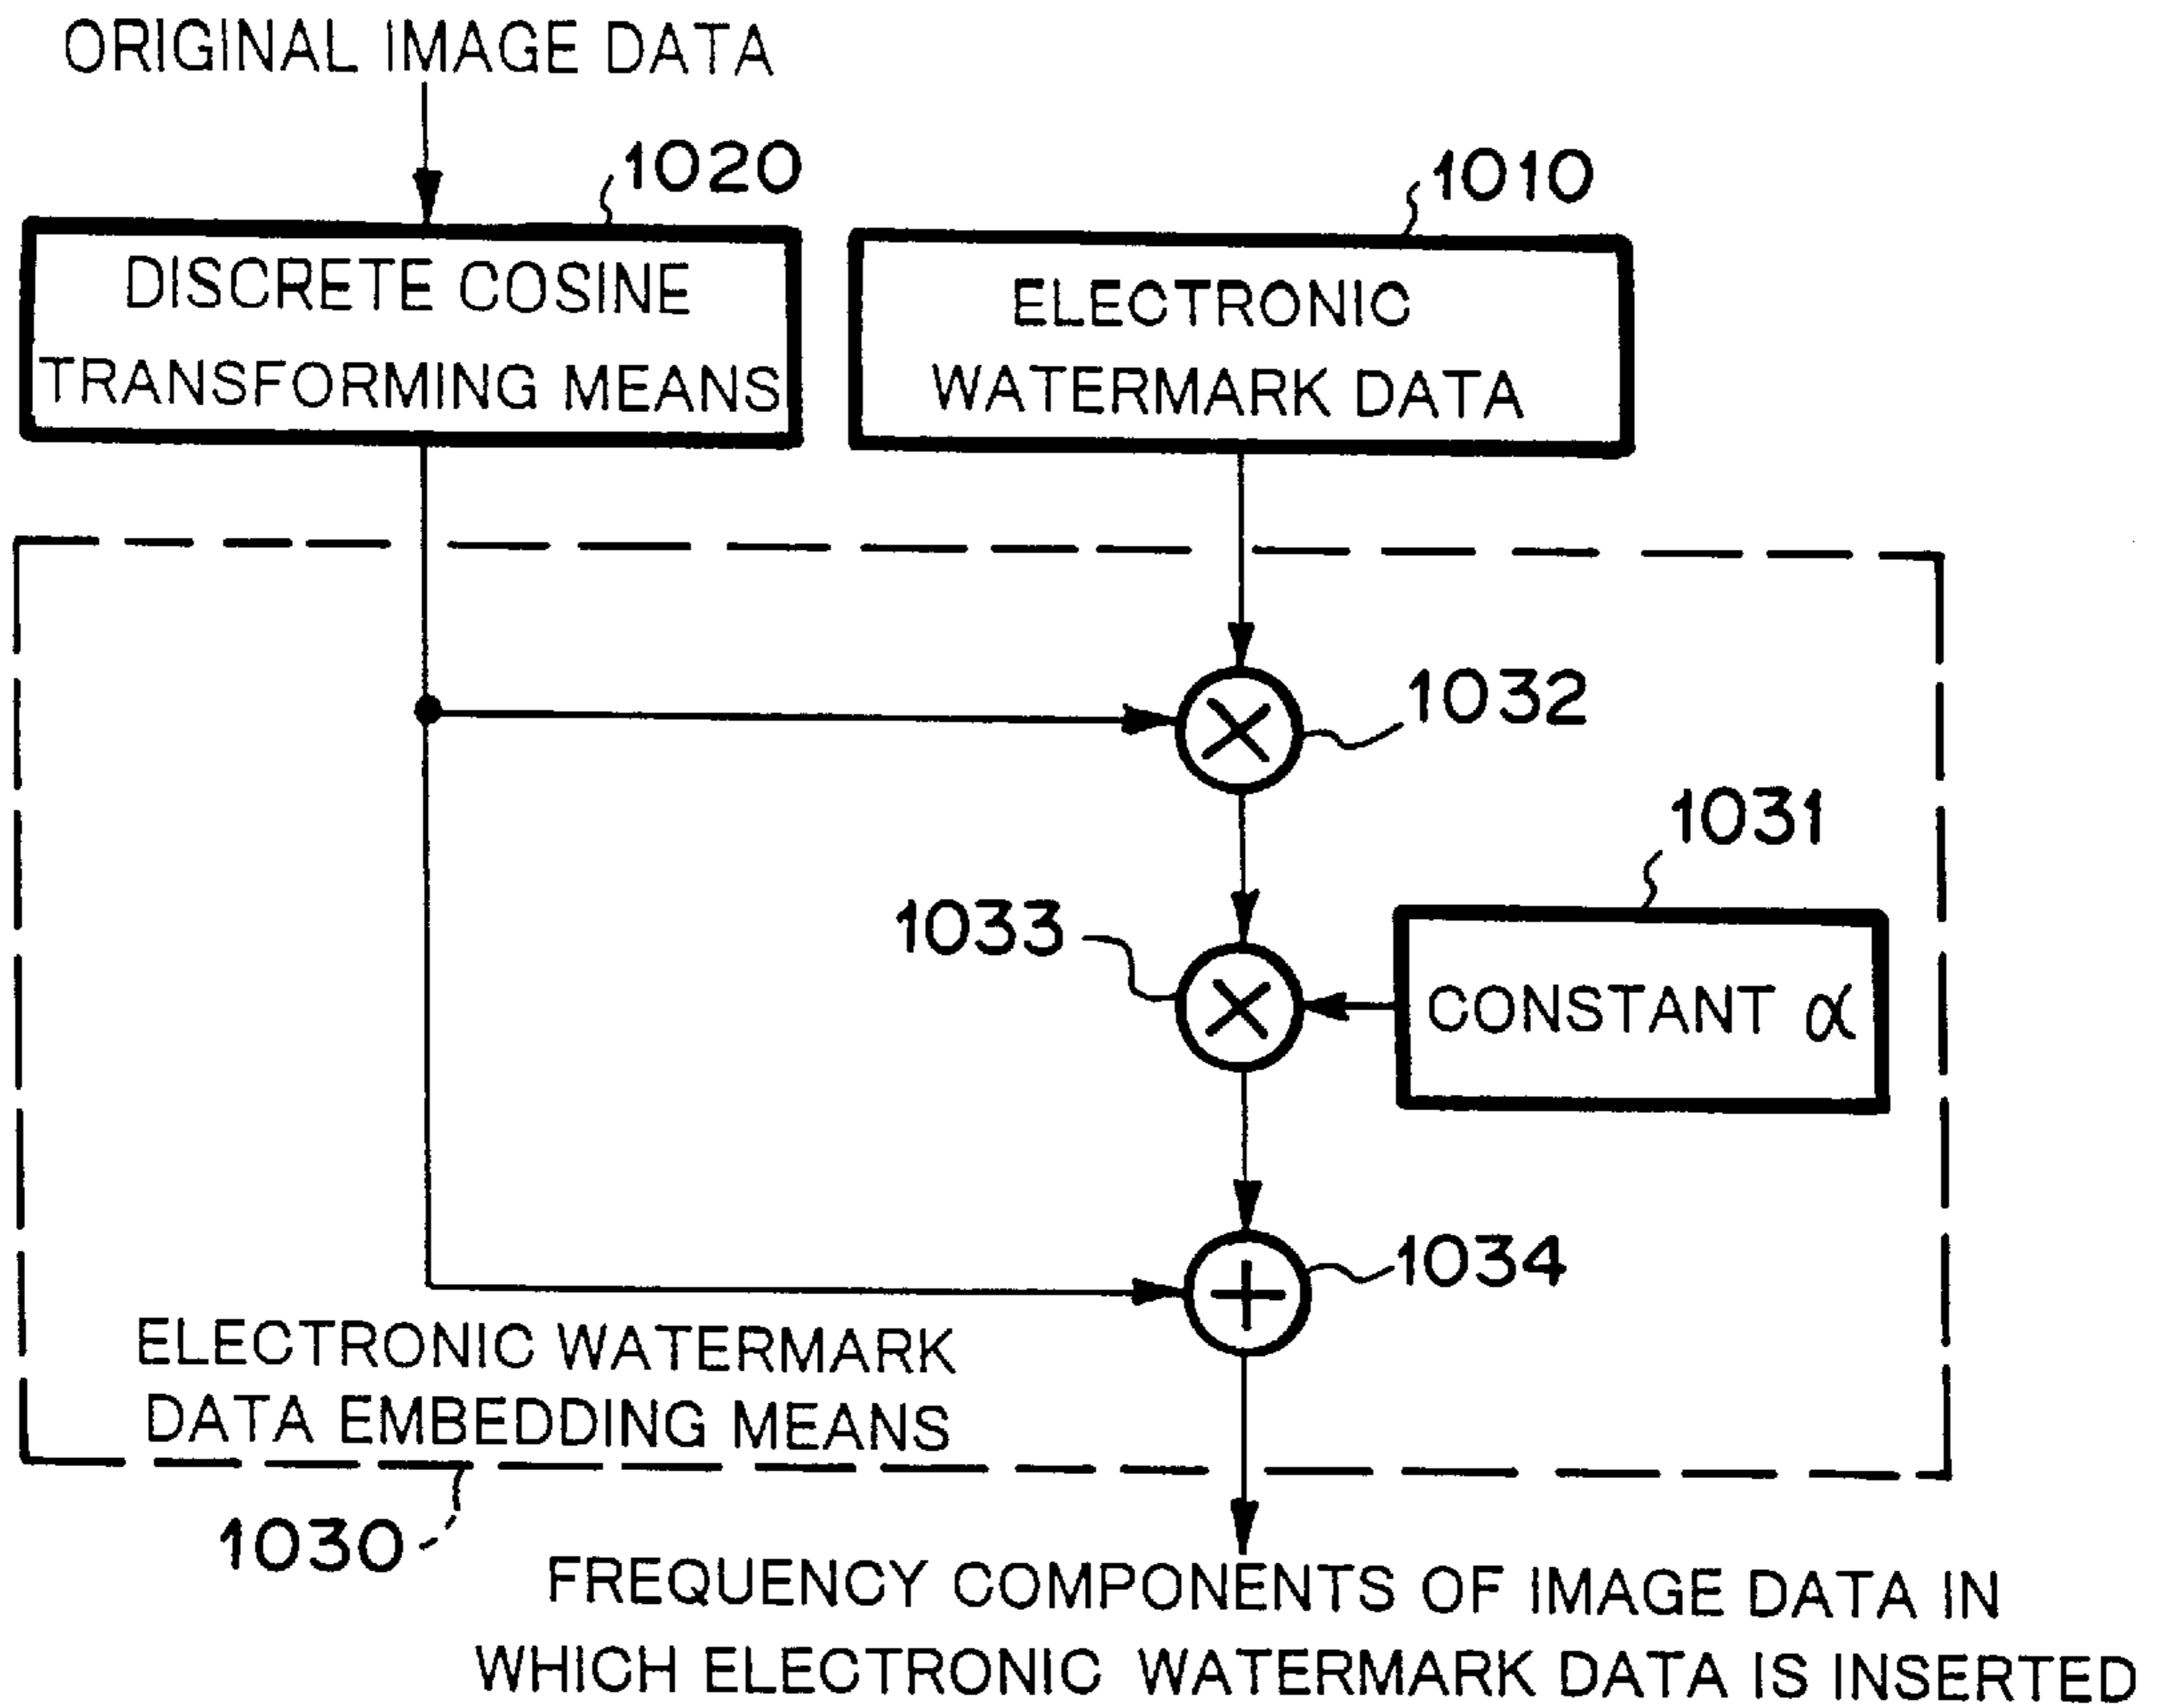 ORIGINAL IMAGE DATA
1020
1010
DISCRETE COSINE
TRANSFORMING MEANS
ELECTRONIC
WATERMARK DATA
1032
1031
1033
CONSTANT α
1034
ELECTRONIC WATERMARK
DATA EMBEDDING MEANS
1030
FREQUENCY COMPONENTS OF IMAGE DATA IN
WHICH ELECTRONIC WATERMARK DATA IS INSERTED